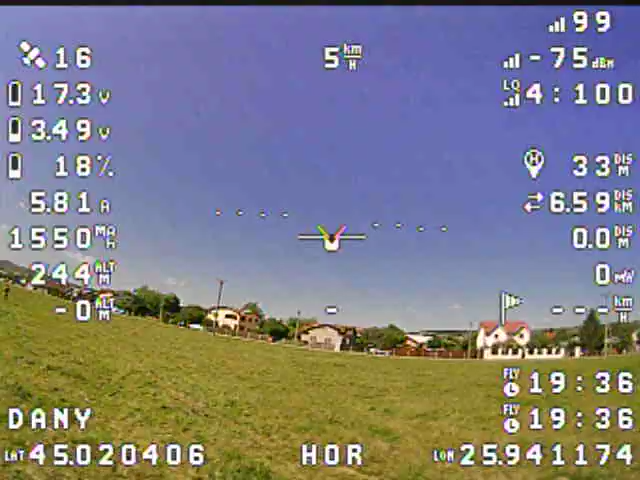 99
16
5 km/H
-75 dBm
17.3 V
LQ 4:100
3.49 V
18%
H 33 DIS M
5.81 A
6.59 DIS KM
1550 MAH
0.0 DIS M
244 ALT M
0 mW
-0 ALT M
-
--- km/H
FLY 19:36
DANY
FLY 19:36
LAT 45.020406
HOR
LON 25.941174